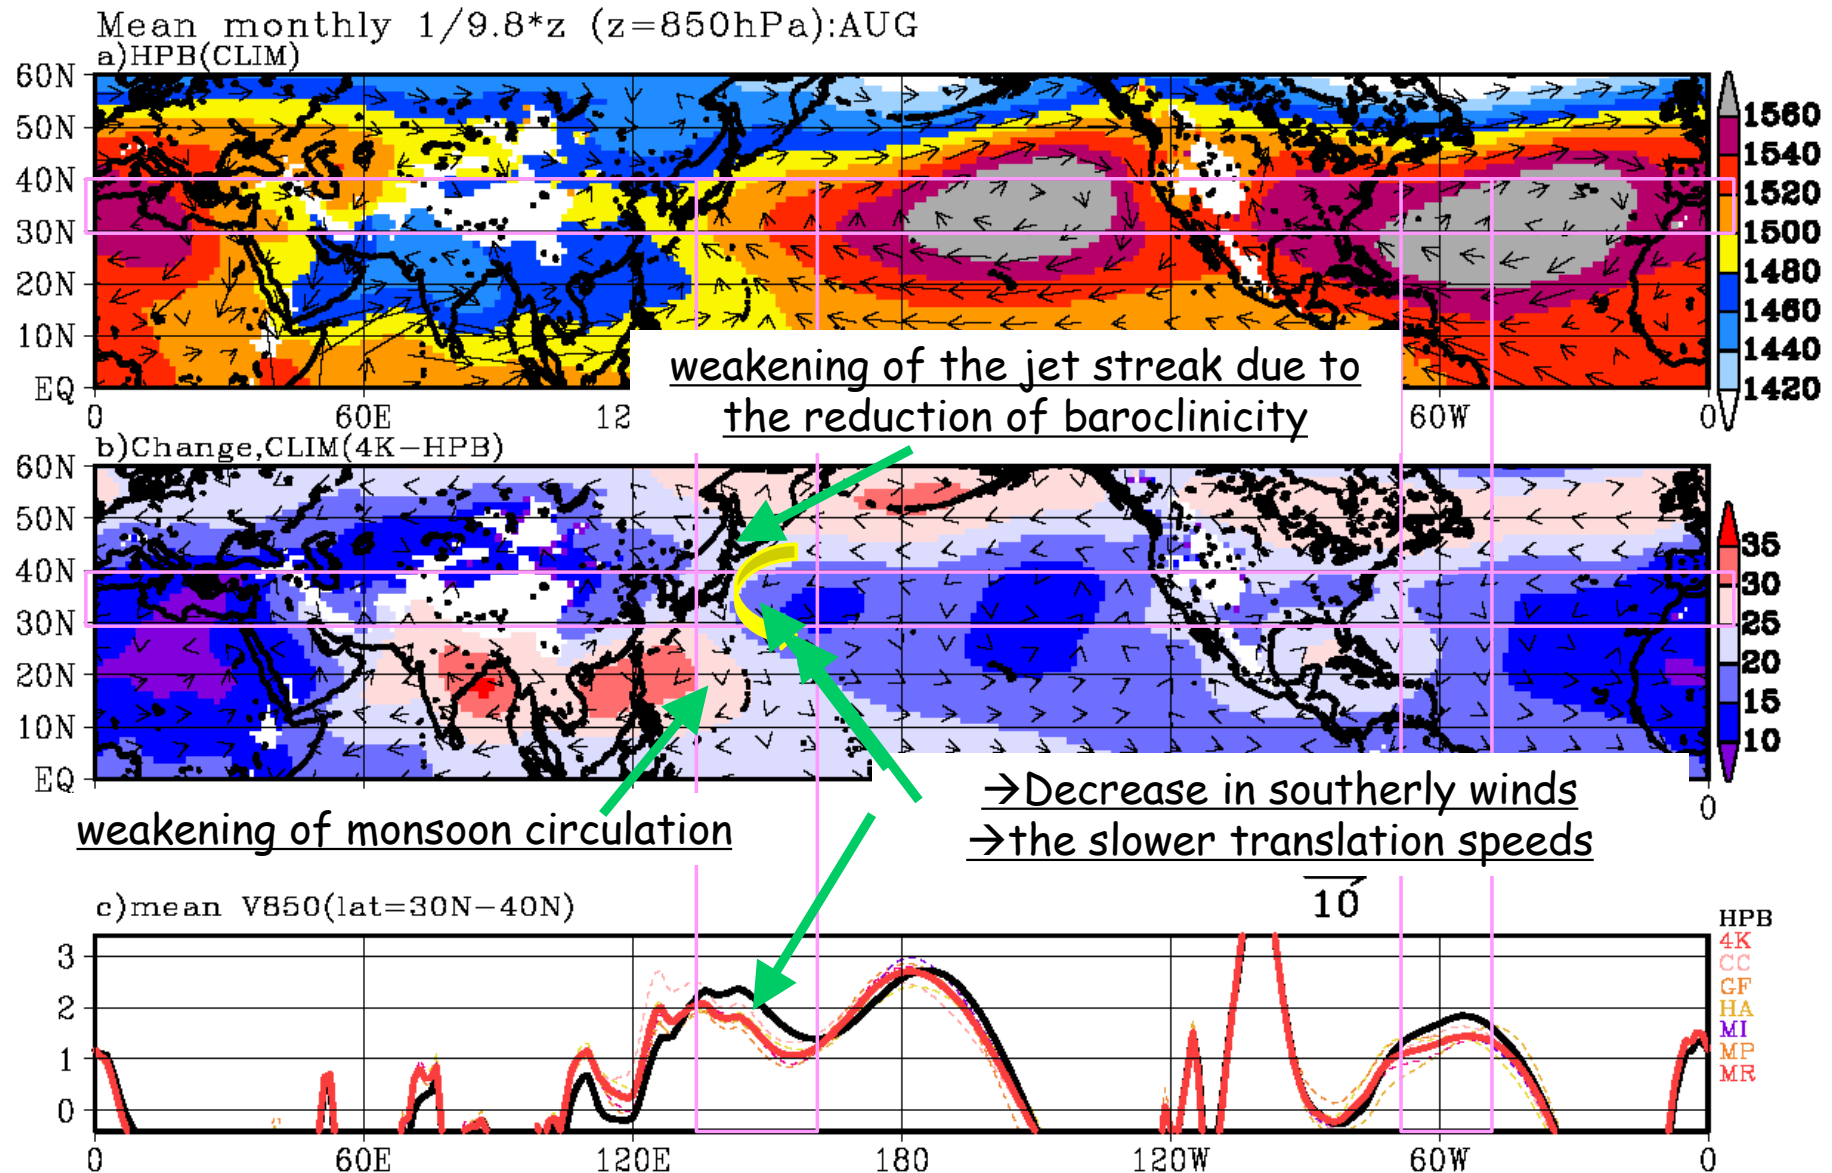 Mean monthly 1/9.8*z (z=850hPa):AUG
a)HPB(CLIM)
60N
50N
40N
30N
20N
10N
EQ
0 60E 12 60W 0
1560
1540
1520
1500
1480
1460
1440
1420
weakening of the jet streak due to
the reduction of baroclinicity
b)Change,CLIM(4K−HPB)
60N
50N
40N
30N
20N
10N
EQ
0
35
30
25
20
15
10
weakening of monsoon circulation
→Decrease in southerly winds
→the slower translation speeds
10
c)mean V850(lat=30N−40N)
3
2
1
0
0 60E 120E 180 120W 60W 0
HPB
4K
CC
GF
HA
MI
MP
MR